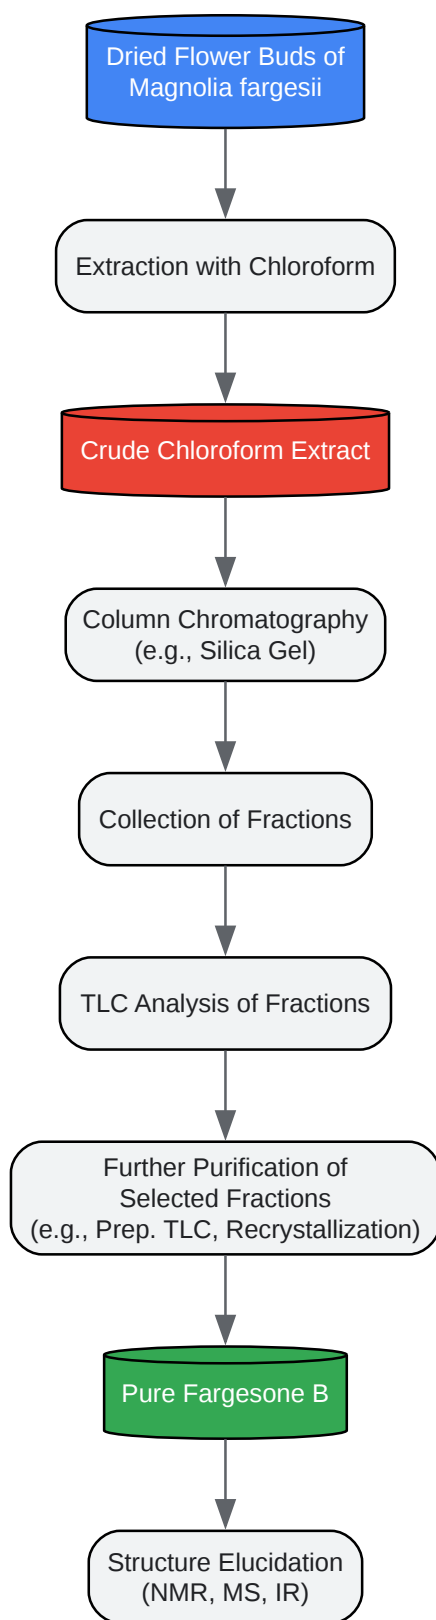 Dried Flower Buds of
Magnolia fargesii
Extraction with Chloroform
Crude Chloroform Extract
Column Chromatography
(e.g., Silica Gel)
Collection of Fractions
TLC Analysis of Fractions
Further Purification of
Selected Fractions
(e.g., Prep. TLC, Recrystallization)
Pure Fargesone B
Structure Elucidation
(NMR, MS, IR)